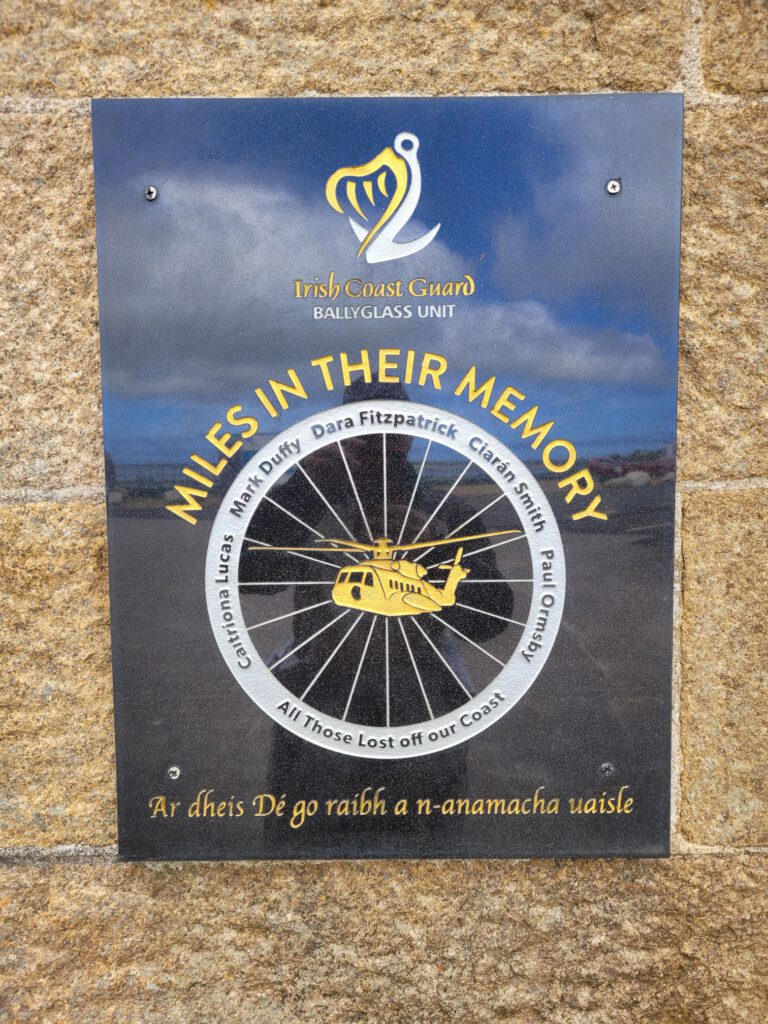 Irish Coast Guard
BALLYGLASS UNIT
MILES IN THEIR MEMORY
Caitriona Lucas
Mark Duffy
Dara Fitzpatrick
Ciarán Smith
Paul Ormsby
All Those Lost off our Coast
Ar dheis Dé go raibh a n-anamacha uaisle